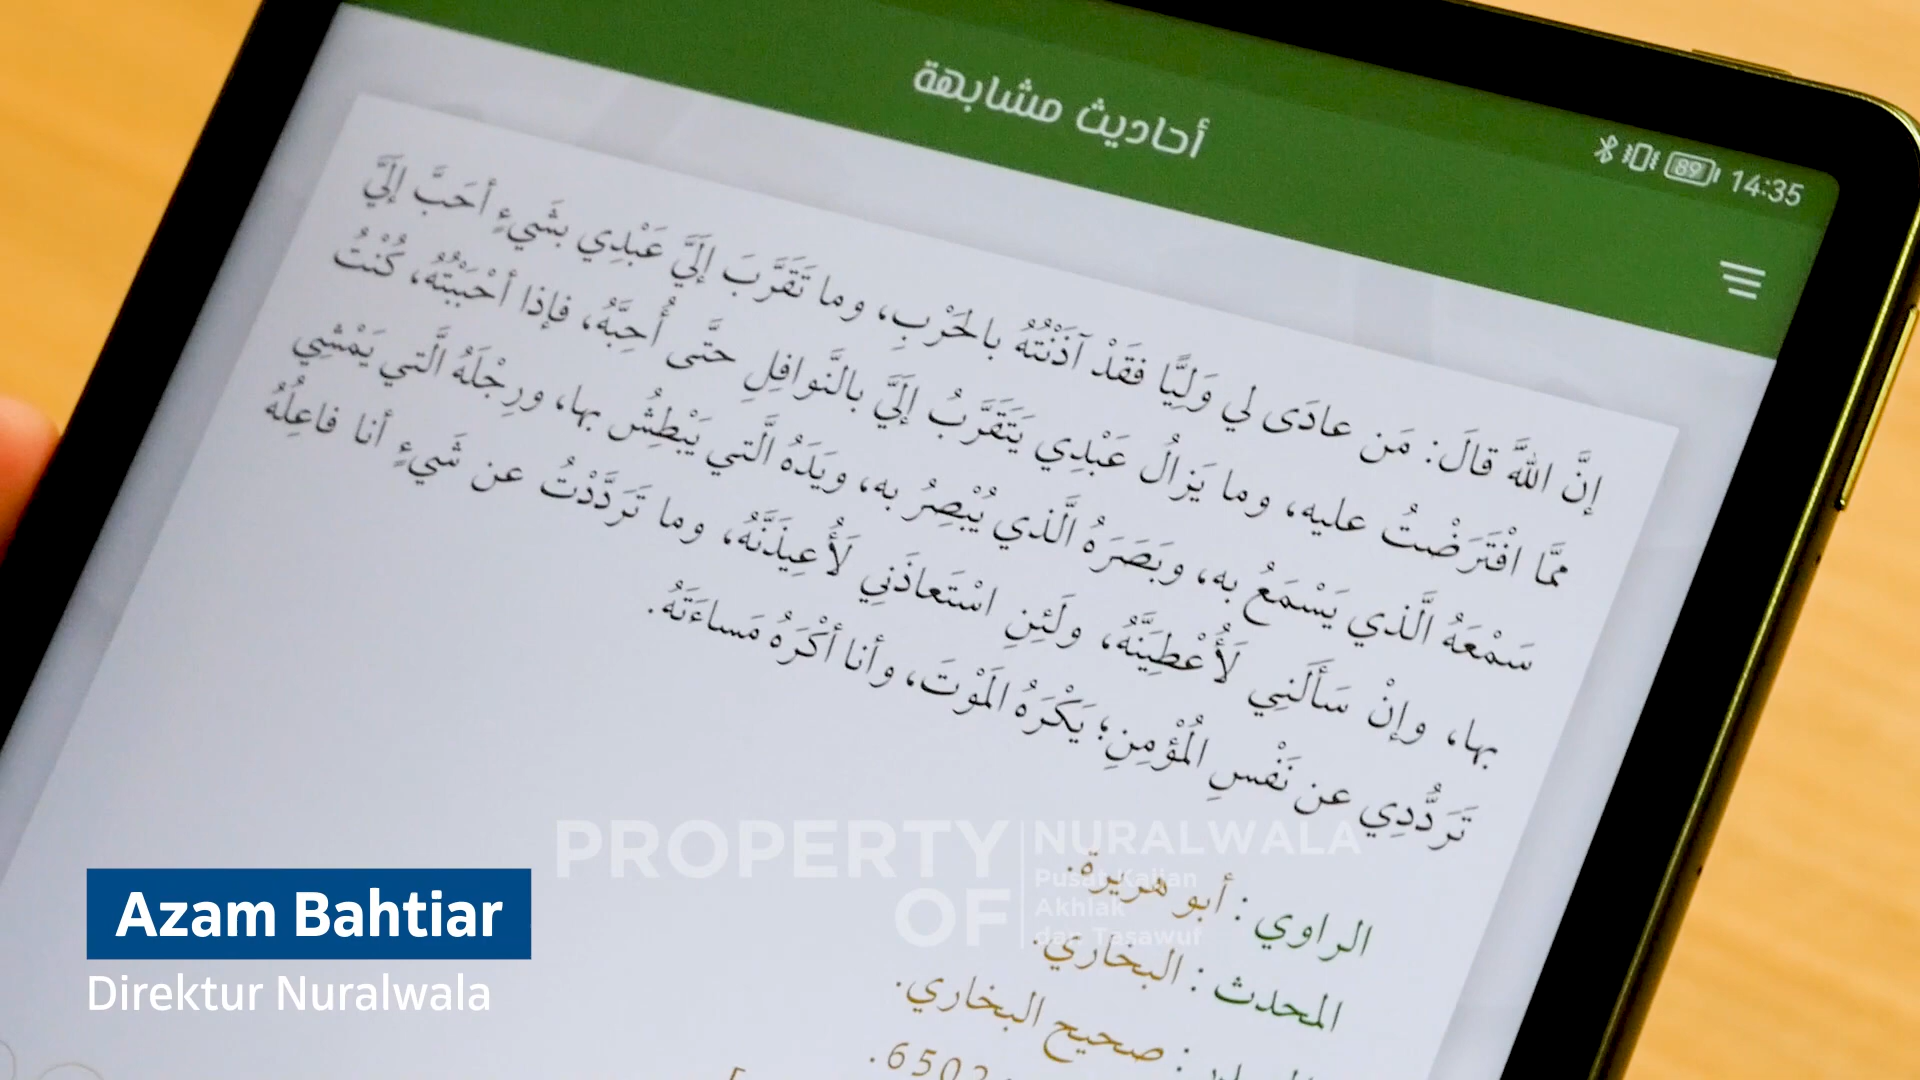 14:35
89
أحاديث مشابهة
إنَّ اللهَّ قالَ: مَن عادَى لي وَلِيًّا فقَدْ آذَنْتُهُ بالحَرْبِ، وما تَقَرَّبَ إلَيَّ عَبْدِي بشَيءٍ أحَبَّ إلَيَّ
ممَّا افْتَرَضْتُ عليه، وما يَزالُ عَبْدِي يَتَقَرَّبُ إلَيَّ بالنَّوافِلِ حتَّى أُحِبَّهُ، فإذا أحْبَبْتُهُ، كُنْتُ
سَمْعَهُ الَّذي يَسْمَعُ به، وبَصَرَهُ الَّذي يُبْصِرُ به، ويَدَهُ الَّتي يَبْطِشُ بها، ورِجْلَهُ الَّتي يَمْشِي
بها، وإنْ سَأَلَنِي لَأُعْطِيَنَّهُ، ولَئِنِ اسْتَعاذَنِي لَأُعِيذَنَّهُ، وما تَرَدَّدْتُ عن شَيءٍ أنا فاعِلُهُ
تَرَدُّدِي عن نَفْسِ المُؤْمِنِ؛ يَكْرَهُ المَوْتَ، وأنا أكْرَهُ مَساءَتَهُ.
الراوي : أبو هريرة.
المحدث : البخاري.
: صحيح البخاري.
6502.
PROPERTY OF
NURALWALA
Pusat Kajian
Akhlak
dan Tasawuf
Azam Bahtiar
Direktur Nuralwala